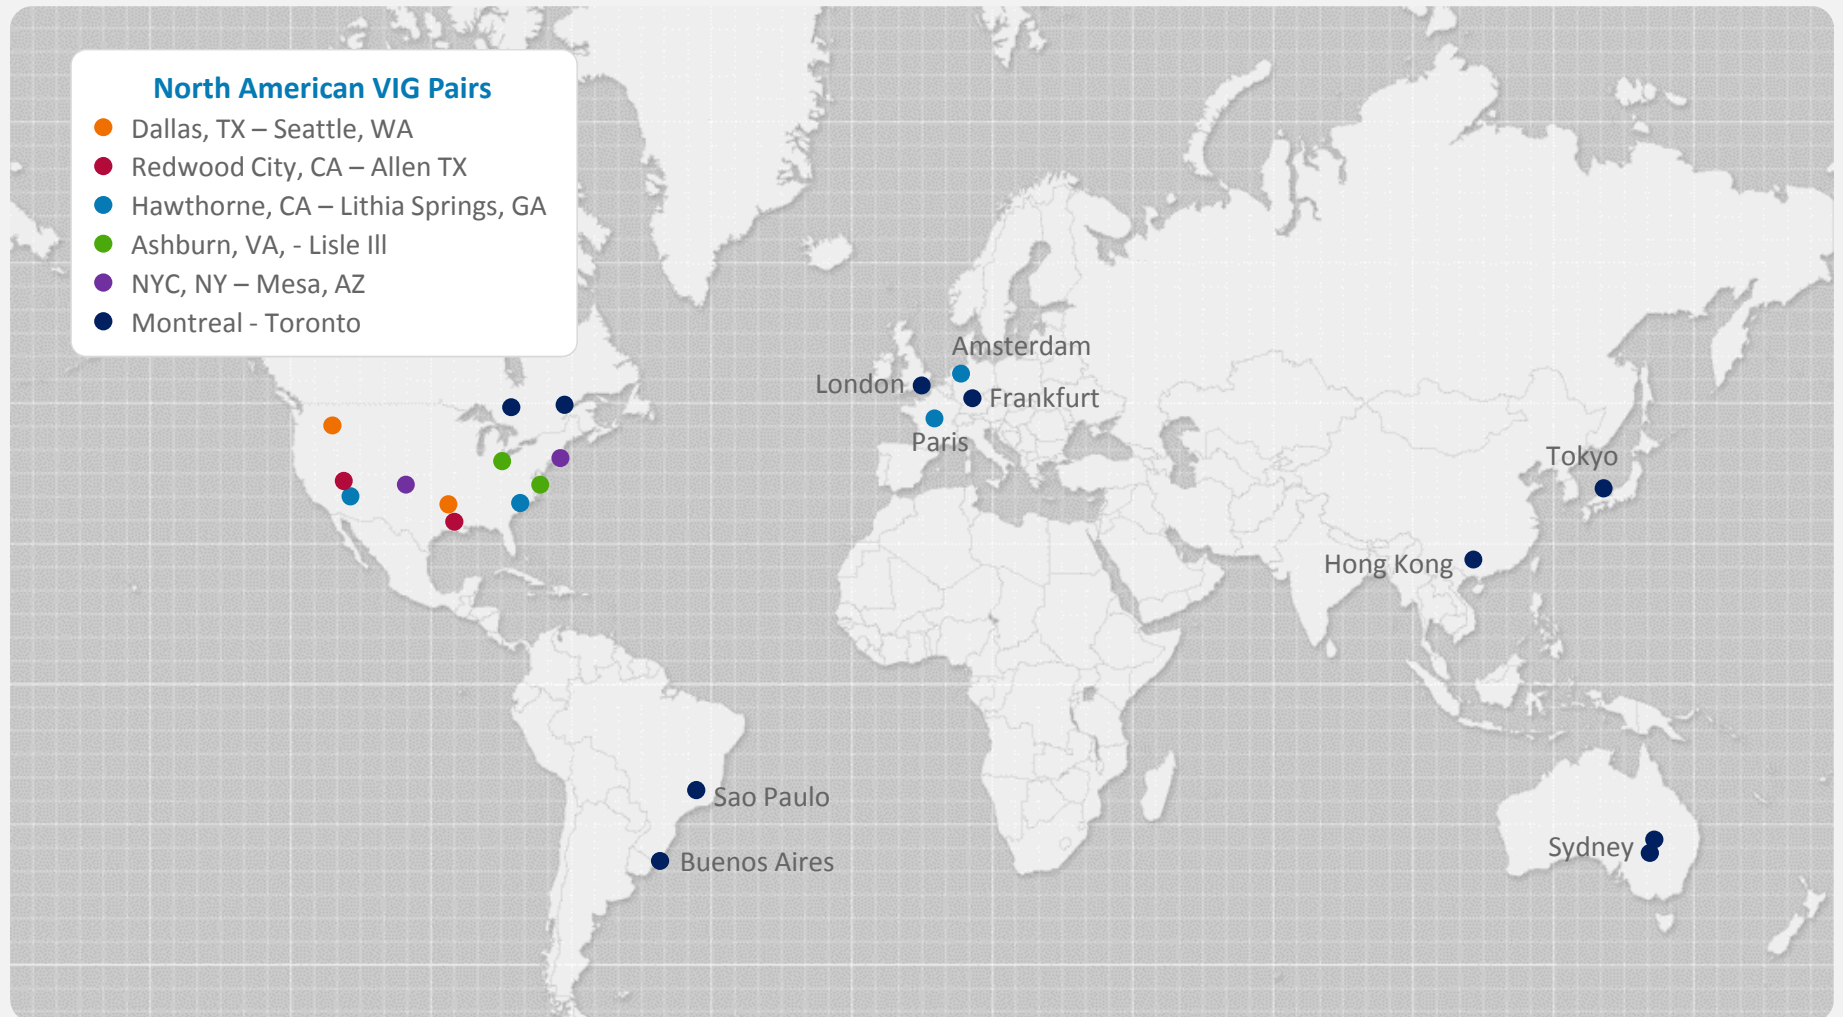 North American VIG Pairs
Dallas, TX – Seattle, WA
Redwood City, CA – Allen TX
Hawthorne, CA – Lithia Springs, GA
Ashburn, VA, - Lisle Ill
NYC, NY – Mesa, AZ
Montreal - Toronto
Amsterdam
London
Frankfurt
Paris
Tokyo
Hong Kong
Sao Paulo
Sydney
Buenos Aires